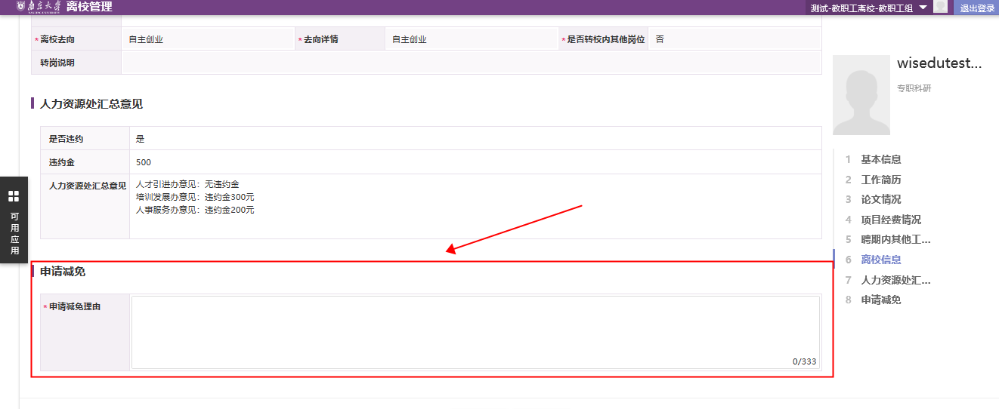 南京大学 离校管理
NANJING UNIVERSITY
测试-教职工离校-教职工组
退出登录
*离校去向 自主创业 *去向详情 自主创业 *是否转校内其他岗位 否
转岗说明
人力资源处汇总意见
是否违约 是
违约金 500
人力资源处汇总意见 人才引进办意见：无违约金
培训发展办意见：违约金300元
人事服务办意见：违约金200元
申请减免
*申请减免理由
0/333
可用应用
wisedutest...
专职科研
1 基本信息
2 工作简历
3 论文情况
4 项目经费情况
5 聘期内其他工...
6 离校信息
7 人力资源处汇...
8 申请减免